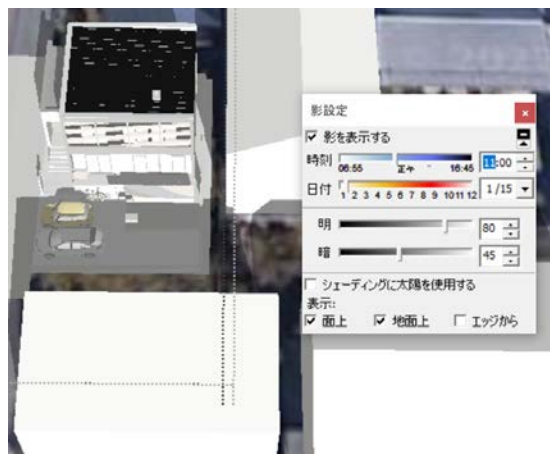 影設定
影を表示する
時刻 06:55 正午 16:45 11:00
日付 1 2 3 4 5 6 7 8 9 10 11 12 1/15
明 80
暗 45
シェーディングに太陽を使用する
表示:
面上 地面上 エッジから